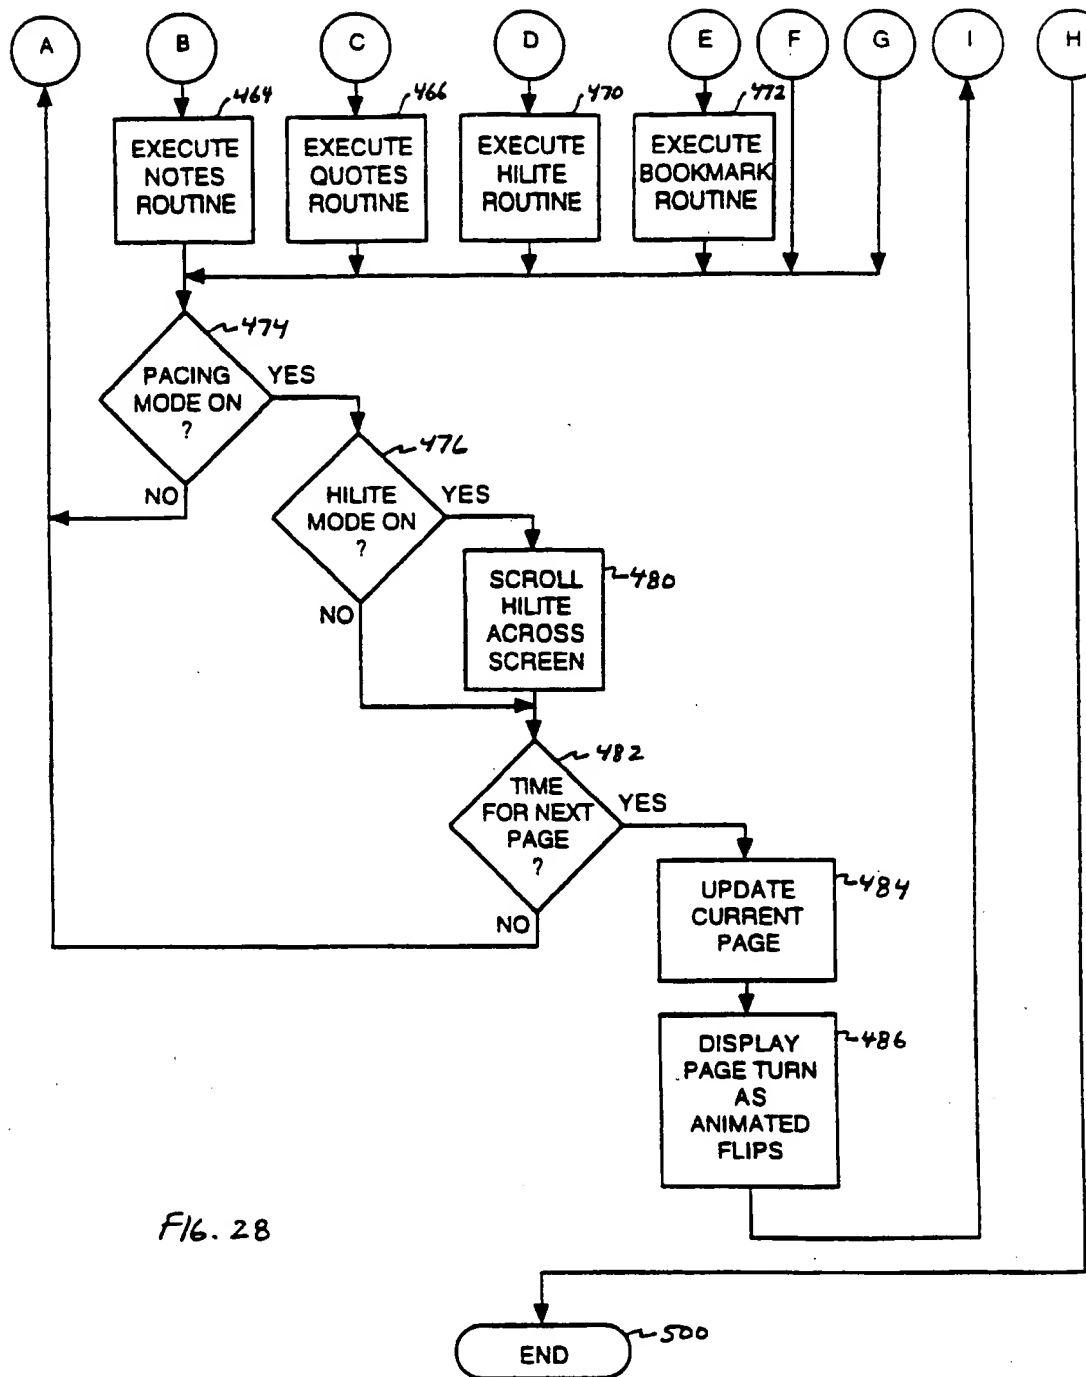 A B C D E F G I H
464 466 470 472
EXECUTE
NOTES
ROUTINE
EXECUTE
QUOTES
ROUTINE
EXECUTE
HILITE
ROUTINE
EXECUTE
BOOKMARK
ROUTINE
474
PACING
MODE ON
?
YES
NO
476
HILITE
MODE ON
?
YES
NO
480
SCROLL
HILITE
ACROSS
SCREEN
482
TIME
FOR NEXT
PAGE
?
YES
NO
484
UPDATE
CURRENT
PAGE
486
DISPLAY
PAGE TURN
AS
ANIMATED
FLIPS
FIG. 28
500
END